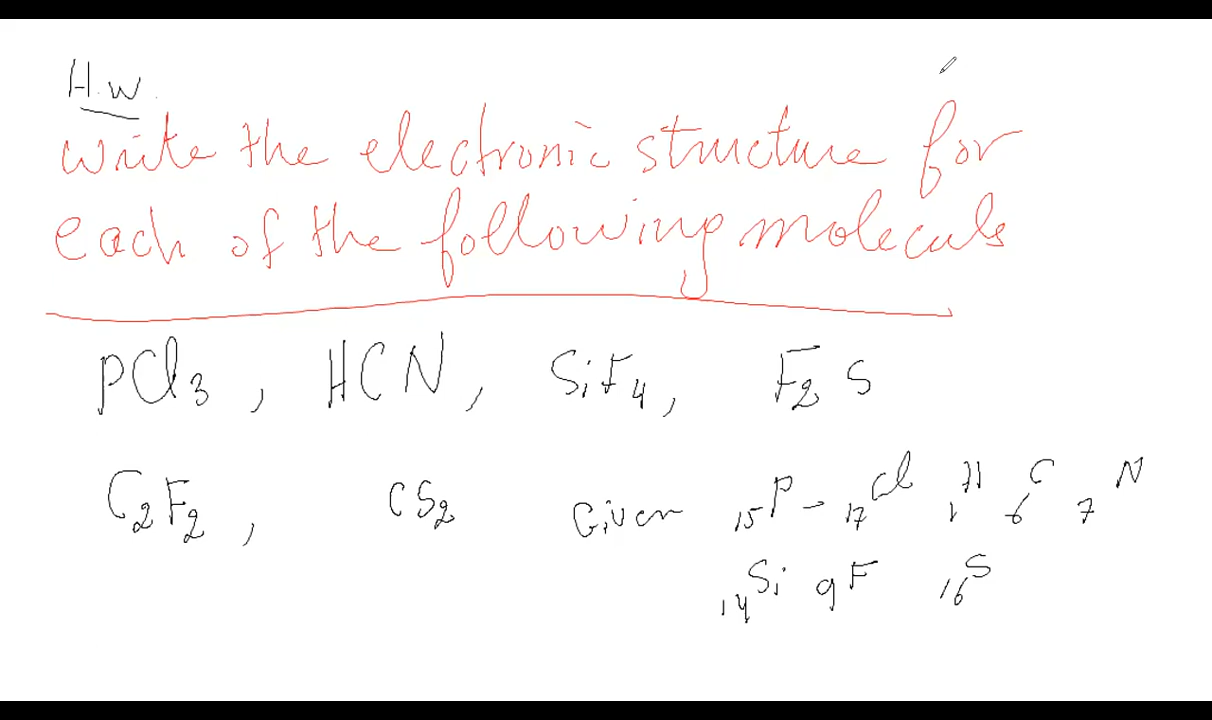 H.W.
write the electronic structure for
each of the following molecules
PCl₃, HCN, SiF₄, F₂S
C₂F₂, CS₂ Given ₁₅P - ₁₇Cl ₁H ₆C ₇N
₁₄Si ₉F ₁₆S